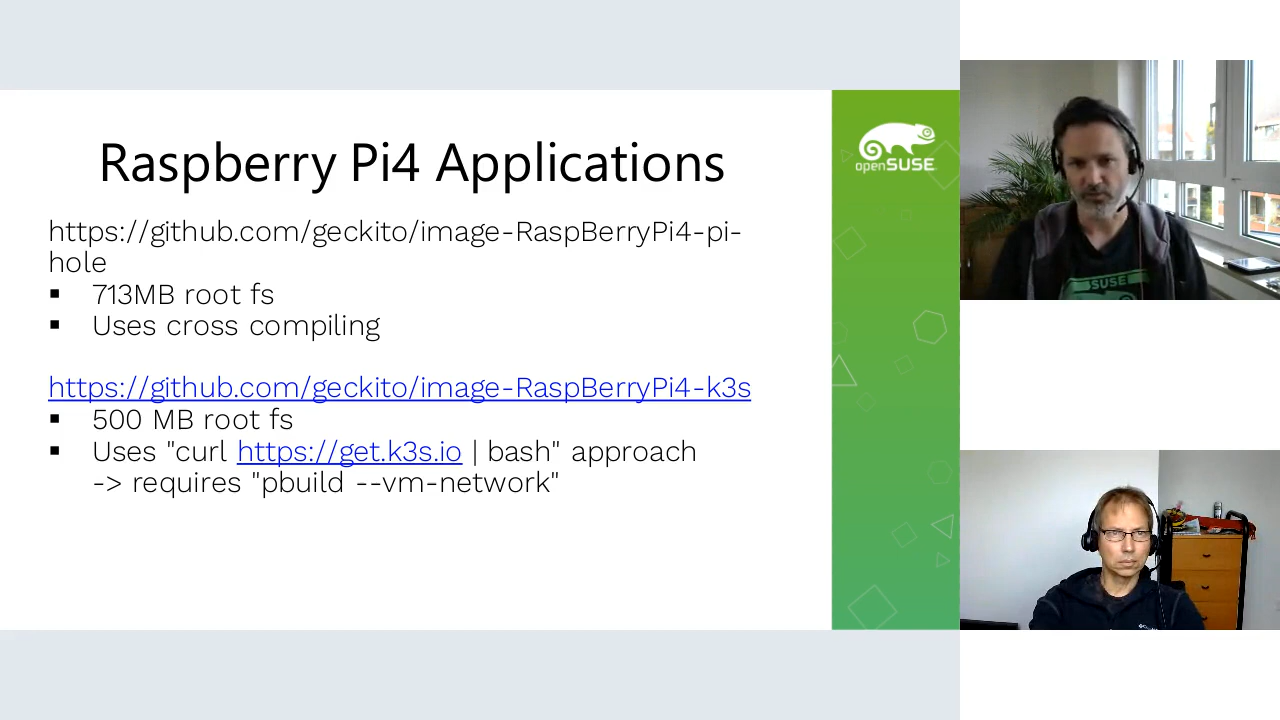 Raspberry Pi4 Applications
https://github.com/geckito/image-RaspBerryPi4-pi-
hole
▪ 713MB root fs
▪ Uses cross compiling
https://github.com/geckito/image-RaspBerryPi4-k3s
▪ 500 MB root fs
▪ Uses "curl https://get.k3s.io | bash" approach
-> requires "pbuild --vm-network"
openSUSE
SUSE